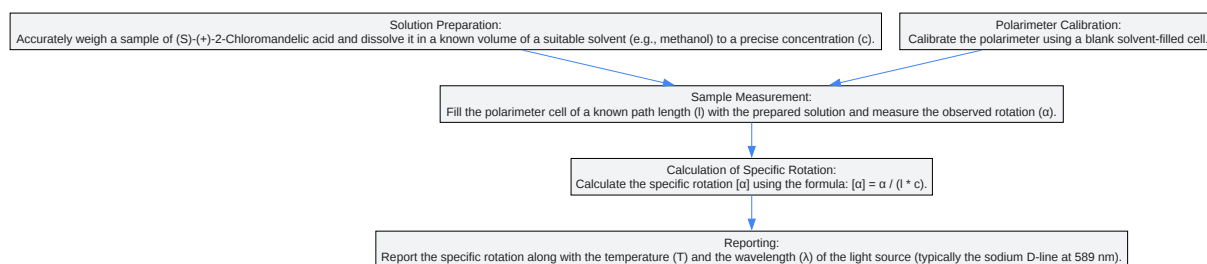 Solution Preparation:
Accurately weigh a sample of (S)-(+)-2-Chloromandelic acid and dissolve it in a known volume of a suitable solvent (e.g., methanol) to a precise concentration (c).
Polarimeter Calibration:
Calibrate the polarimeter using a blank solvent-filled cell.
Sample Measurement:
Fill the polarimeter cell of a known path length (l) with the prepared solution and measure the observed rotation (α).
Calculation of Specific Rotation:
Calculate the specific rotation [α] using the formula: [α] = α / (l * c).
Reporting:
Report the specific rotation along with the temperature (T) and the wavelength (λ) of the light source (typically the sodium D-line at 589 nm).